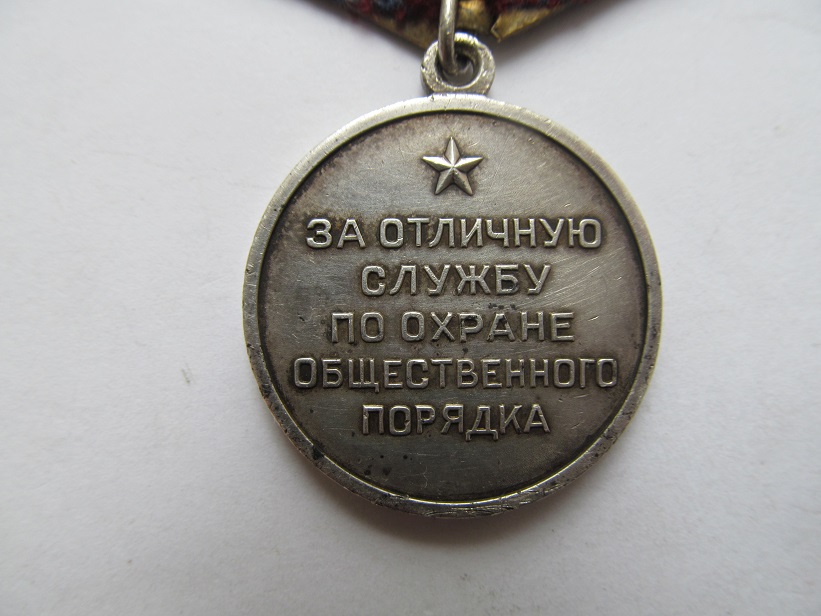 ЗА ОТЛИЧНУЮ
СЛУЖБУ
ПО ОХРАНЕ
ОБЩЕСТВЕННОГО
ПОРЯДКА